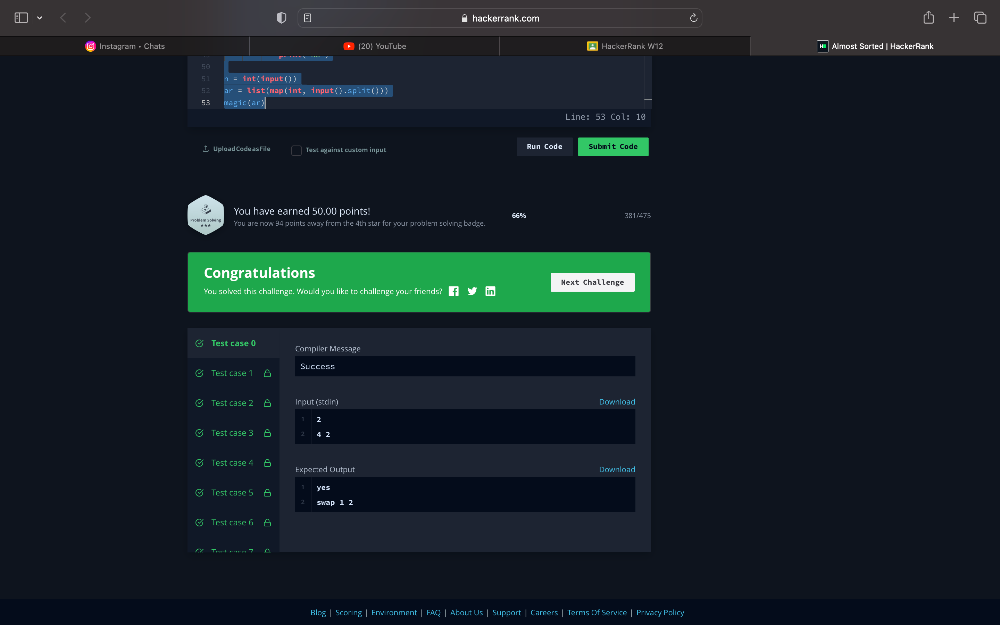 hackerrank.com
Instagram • Chats
(20) YouTube
HackerRank W12
Almost Sorted | HackerRank
50
51 n = int(input())
52 ar = list(map(int, input().split()))
53 magic(ar)
Line: 53 Col: 10
Upload Code as File
Test against custom input
Run Code
Submit Code
Problem Solving
You have earned 50.00 points!
You are now 94 points away from the 4th star for your problem solving badge.
66%
381/475
Congratulations
You solved this challenge. Would you like to challenge your friends?
Next Challenge
Test case 0
Test case 1
Test case 2
Test case 3
Test case 4
Test case 5
Test case 6
Test case 7
Compiler Message
Success
Input (stdin)
Download
1 2
2 4 2
Expected Output
Download
1 yes
2 swap 1 2
Blog | Scoring | Environment | FAQ | About Us | Support | Careers | Terms Of Service | Privacy Policy